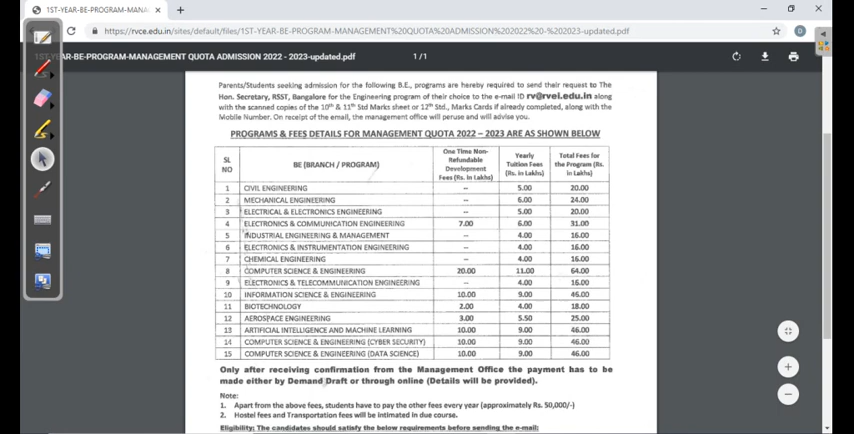 1ST-YEAR-BE-PROGRAM-MANAGE
https://rvce.edu.in/sites/default/files/1ST-YEAR-BE-PROGRAM-MANAGEMENT%20QUOTA%20ADMISSION%202022%20-%202023-updated.pdf
1ST-YEAR-BE-PROGRAM-MANAGEMENT QUOTA ADMISSION 2022 - 2023-updated.pdf 1 / 1
Parents/Students seeking admission for the following B.E., programs are hereby required to send their request to The
Hon. Secretary, RSST, Bangalore for the Engineering program of their choice to the e-mail ID rv@rvei.edu.in along
with the scanned copies of the 10th & 11th Std Marks sheet or 12th Std., Marks Cards if already completed, along with the
Mobile Number. On receipt of the email, the management office will peruse and will advise you.
PROGRAMS & FEES DETAILS FOR MANAGEMENT QUOTA 2022 – 2023 ARE AS SHOWN BELOW
SL NO BE (BRANCH / PROGRAM) One Time Non-Refundable Development Fees (Rs. in Lakhs) Yearly Tuition Fees (Rs. in Lakhs) Total Fees for the Program (Rs. in Lakhs)
1 CIVIL ENGINEERING -- 5.00 20.00
2 MECHANICAL ENGINEERING -- 6.00 24.00
3 ELECTRICAL & ELECTRONICS ENGINEERING -- 5.00 20.00
4 ELECTRONICS & COMMUNICATION ENGINEERING 7.00 6.00 31.00
5 INDUSTRIAL ENGINEERING & MANAGEMENT -- 4.00 16.00
6 ELECTRONICS & INSTRUMENTATION ENGINEERING -- 4.00 16.00
7 CHEMICAL ENGINEERING -- 4.00 16.00
8 COMPUTER SCIENCE & ENGINEERING 20.00 11.00 64.00
9 ELECTRONICS & TELECOMMUNICATION ENGINEERING -- 4.00 16.00
10 INFORMATION SCIENCE & ENGINEERING 10.00 9.00 46.00
11 BIOTECHNOLOGY 2.00 4.00 18.00
12 AEROSPACE ENGINEERING 3.00 5.50 25.00
13 ARTIFICIAL INTELLIGENCE AND MACHINE LEARNING 10.00 9.00 46.00
14 COMPUTER SCIENCE & ENGINEERING (CYBER SECURITY) 10.00 9.00 46.00
15 COMPUTER SCIENCE & ENGINEERING (DATA SCIENCE) 10.00 9.00 46.00
Only after receiving confirmation from the Management Office the payment has to be
made either by Demand Draft or through online (Details will be provided).
Note:
1. Apart from the above fees, students have to pay the other fees every year (approximately Rs. 50,000/-)
2. Hostel fees and Transportation fees will be intimated in due course.
Eligibility: The candidates should satisfy the below requirements before sending the e-mail: